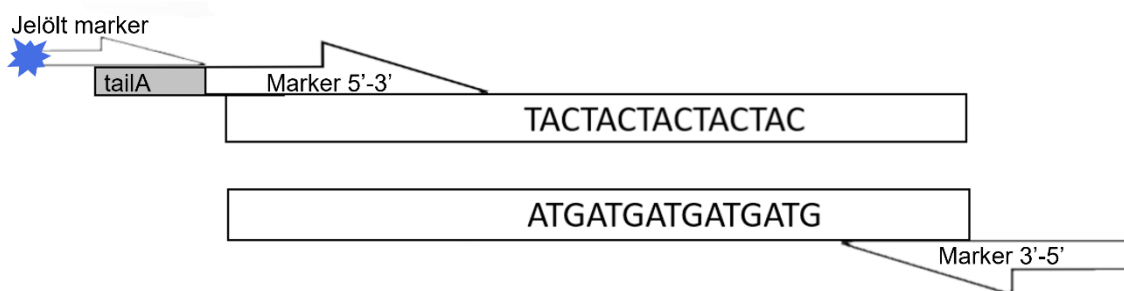 Jelölt marker
tailA
Marker 5’-3’
TACTACTACTACTAC
ATGATGATGATGATG
Marker 3’-5’